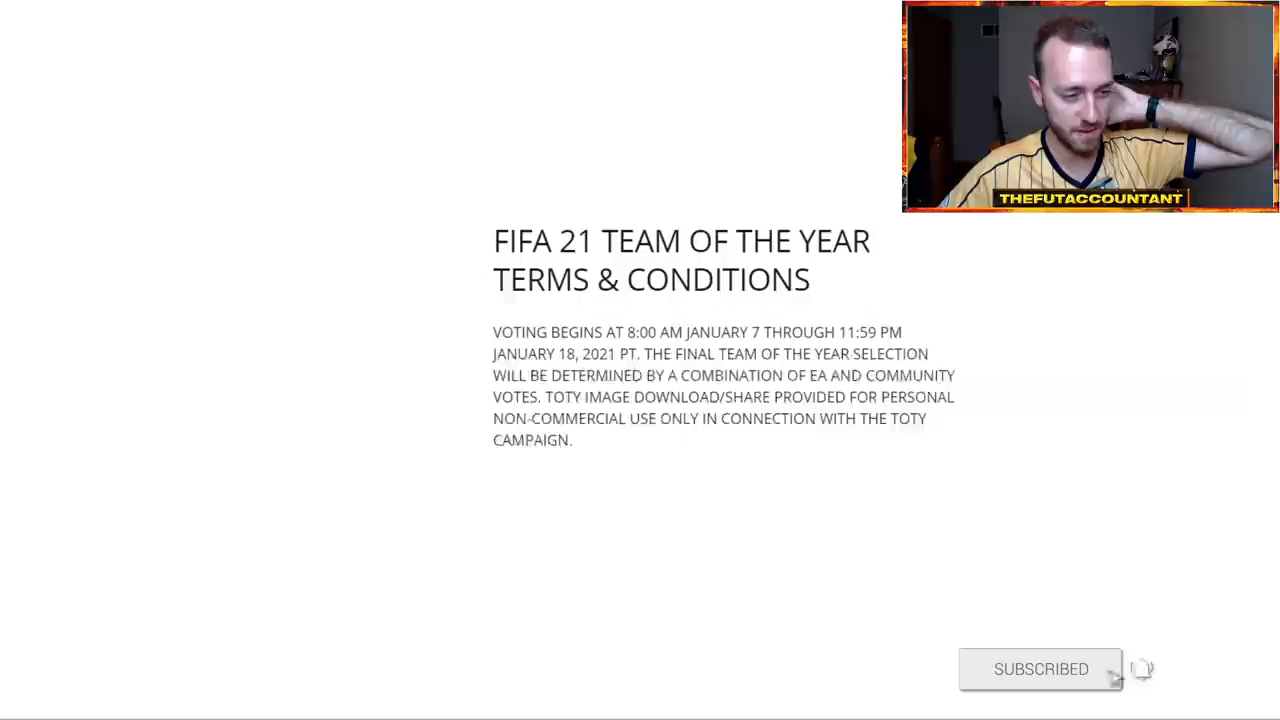 THEFUTACCOUNTANT
FIFA 21 TEAM OF THE YEAR
TERMS & CONDITIONS
VOTING BEGINS AT 8:00 AM JANUARY 7 THROUGH 11:59 PM
JANUARY 18, 2021 PT. THE FINAL TEAM OF THE YEAR SELECTION
WILL BE DETERMINED BY A COMBINATION OF EA AND COMMUNITY
VOTES. TOTY IMAGE DOWNLOAD/SHARE PROVIDED FOR PERSONAL
NON-COMMERCIAL USE ONLY IN CONNECTION WITH THE TOTY
CAMPAIGN.
SUBSCRIBED